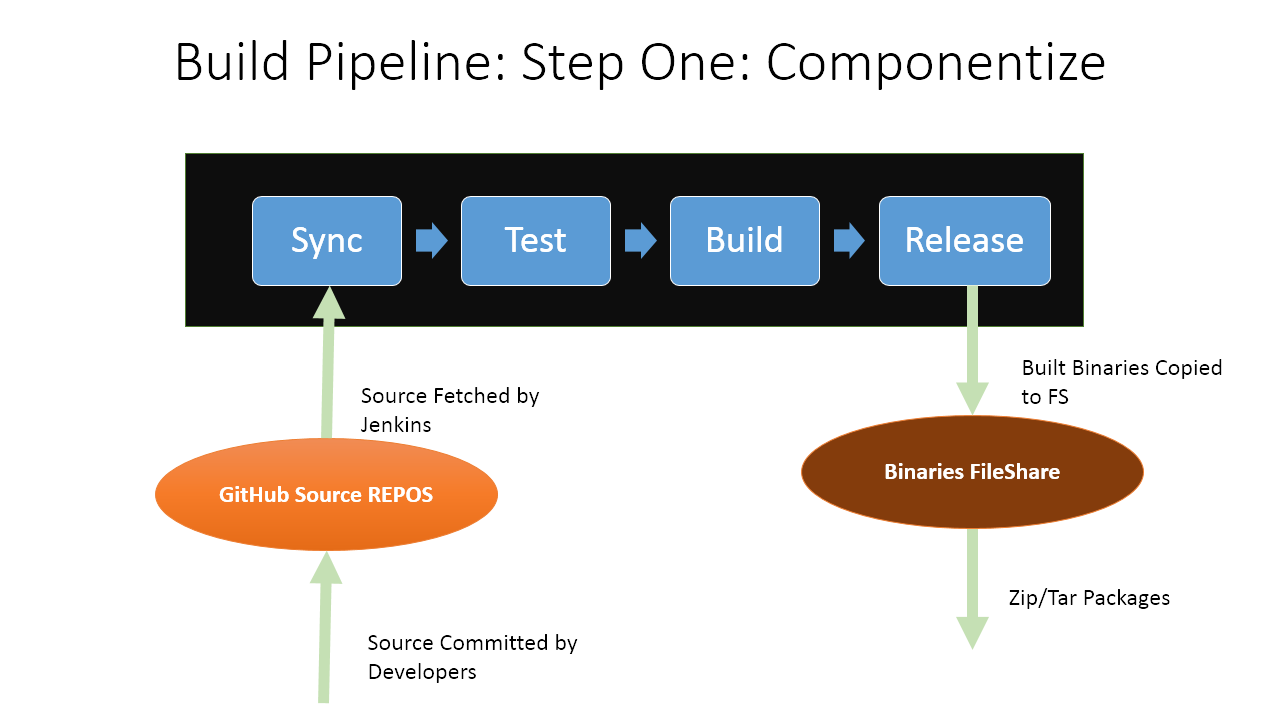 Build Pipeline: Step One: Componentize
Sync
Test
Build
Release
Source Fetched by
Jenkins
Built Binaries Copied
to FS
GitHub Source REPOS
Binaries FileShare
Source Committed by
Developers
Zip/Tar Packages